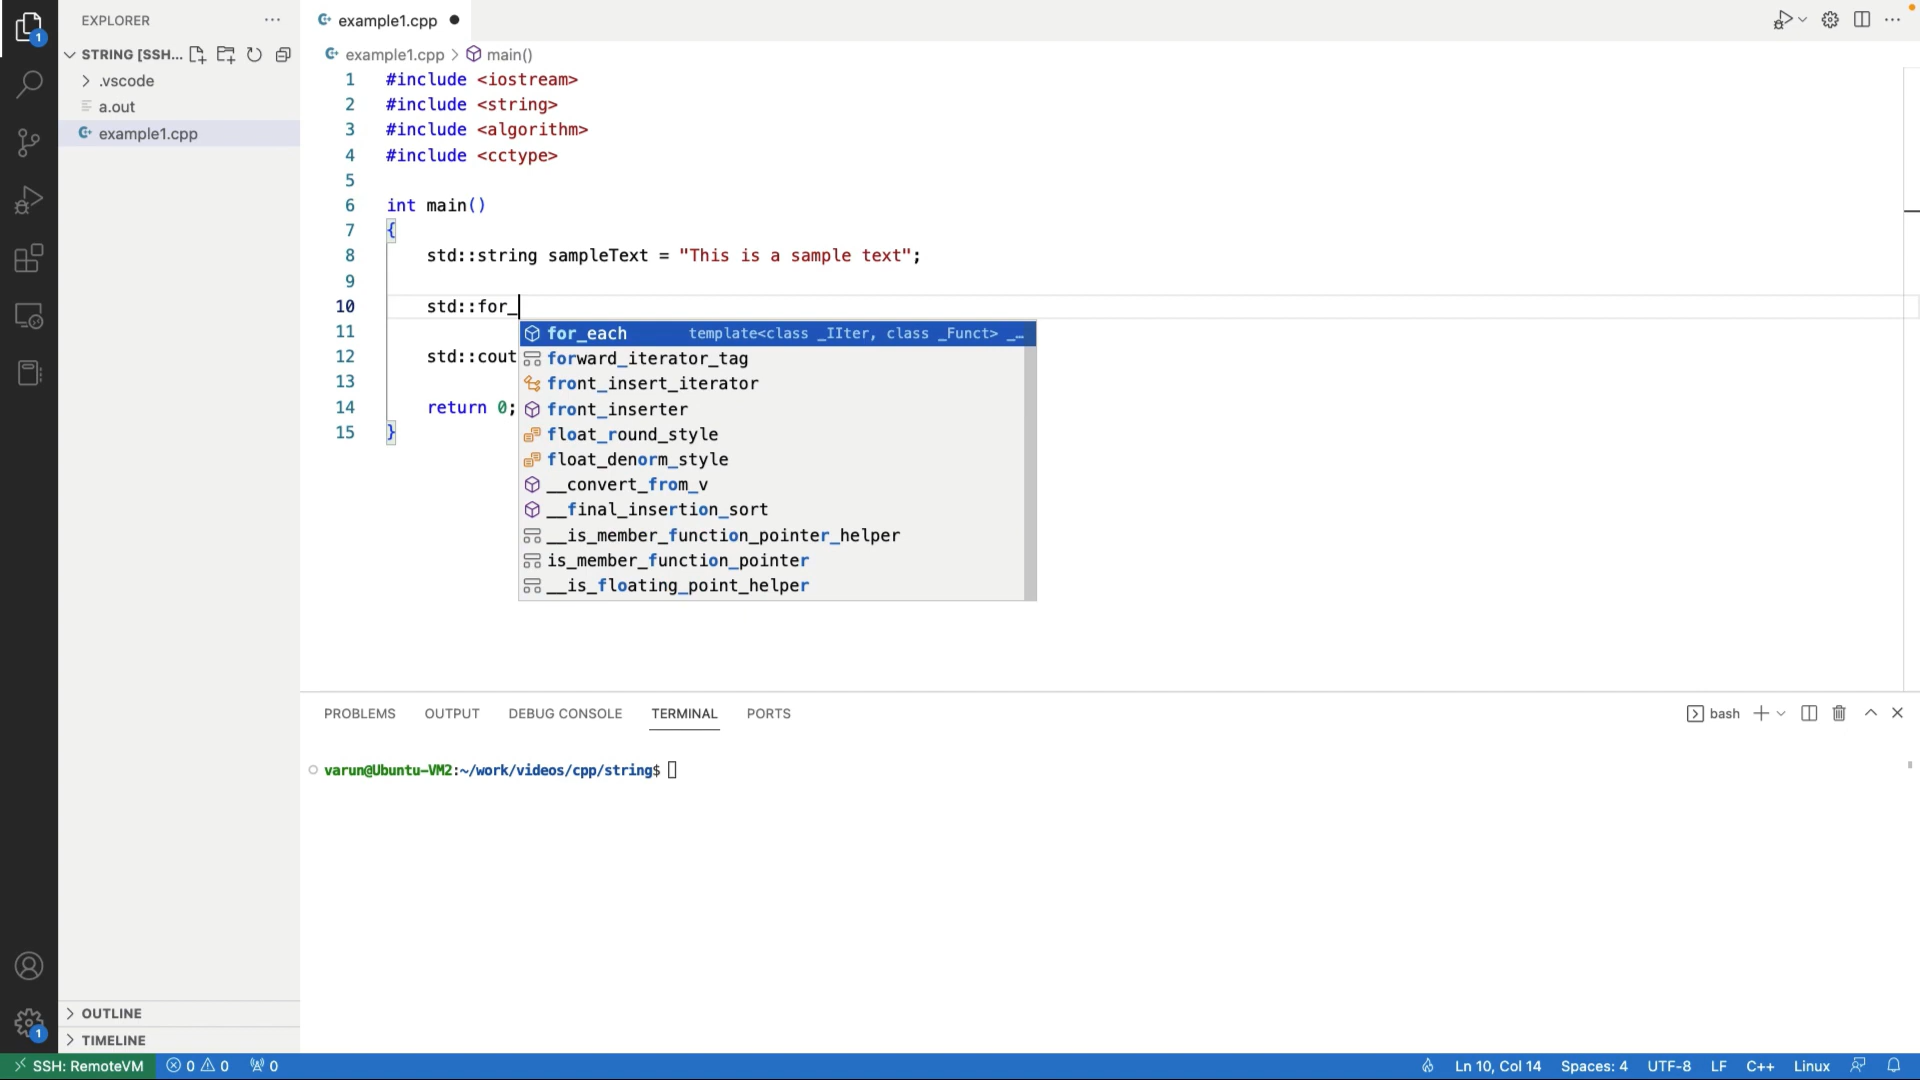 EXPLORER
STRING [SSH...
.vscode
a.out
example1.cpp
OUTLINE
TIMELINE
example1.cpp
example1.cpp > main()
1 #include <iostream>
2 #include <string>
3 #include <algorithm>
4 #include <cctype>
5
6 int main()
7 {
8 std::string sampleText = "This is a sample text";
9
10 std::for_
11
12 std::cout
13
14 return 0;
15 }
for_each template<class _IIter, class _Funct> _…
forward_iterator_tag
front_insert_iterator
front_inserter
float_round_style
float_denorm_style
__convert_from_v
__final_insertion_sort
__is_member_function_pointer_helper
is_member_function_pointer
__is_floating_point_helper
PROBLEMS OUTPUT DEBUG CONSOLE TERMINAL PORTS
bash
varun@Ubuntu-VM2:~/work/videos/cpp/string$
1
1
SSH: RemoteVM 0 0 0 Ln 10, Col 14 Spaces: 4 UTF-8 LF C++ Linux